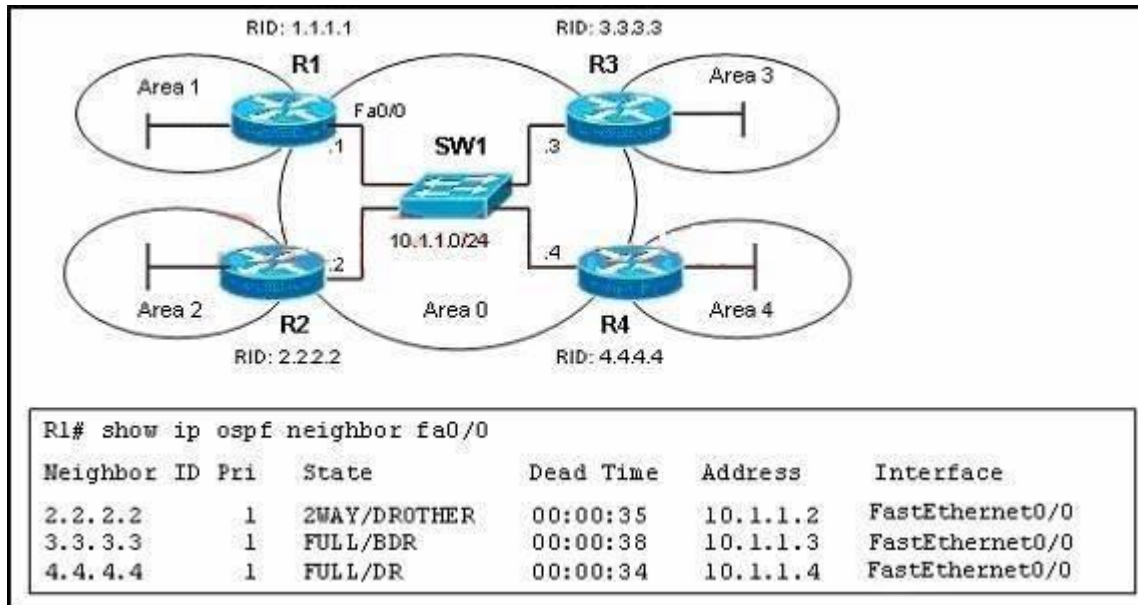 RID: 1.1.1.1
RID: 3.3.3.3
R1
R3
Area 1
Area 3
Fa0/0
.1
SW1
.3
10.1.1.0/24
.2
.4
Area 2
Area 0
Area 4
R2
R4
RID: 2.2.2.2
RID: 4.4.4.4
R1# show ip ospf neighbor fa0/0
Neighbor ID Pri State Dead Time Address Interface
2.2.2.2 1 2WAY/DROTHER 00:00:35 10.1.1.2 FastEthernet0/0
3.3.3.3 1 FULL/BDR 00:00:38 10.1.1.3 FastEthernet0/0
4.4.4.4 1 FULL/DR 00:00:34 10.1.1.4 FastEthernet0/0